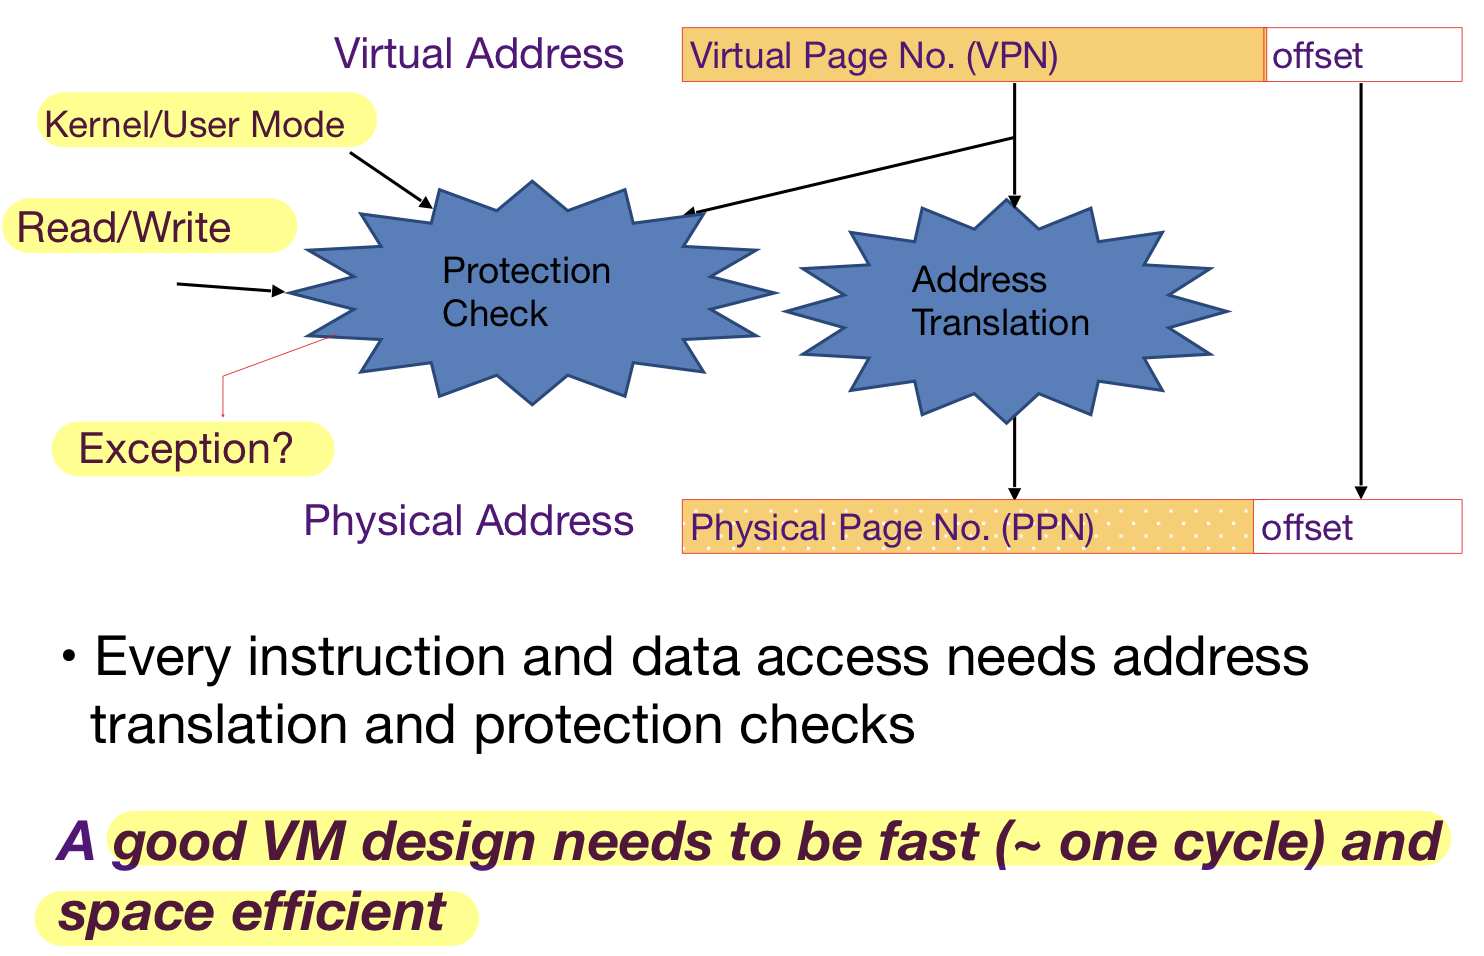 Virtual Address
Virtual Page No. (VPN)
offset
Kernel/User Mode
Read/Write
Protection
Check
Address
Translation
Exception?
Physical Address
Physical Page No. (PPN)
offset
• Every instruction and data access needs address
translation and protection checks
A good VM design needs to be fast (~ one cycle) and
space efficient